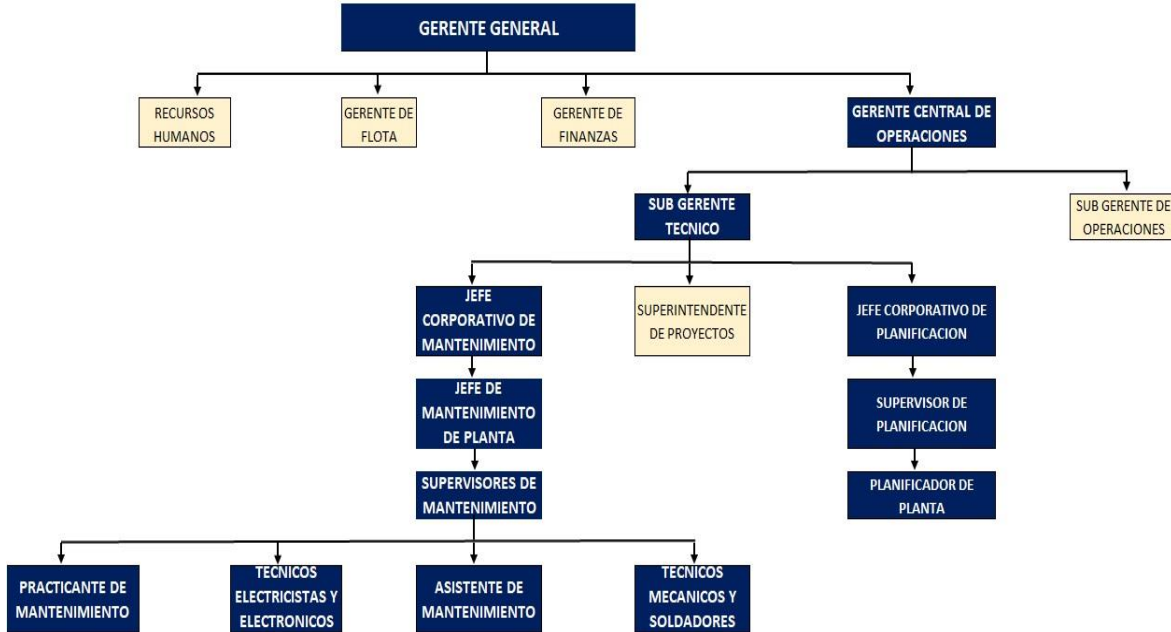 GERENTE GENERAL
RECURSOS
HUMANOS
GERENTE DE
FLOTA
GERENTE DE
FINANZAS
GERENTE CENTRAL DE
OPERACIONES
SUB GERENTE
TECNICO
SUB GERENTE DE
OPERACIONES
JEFE
CORPORATIVO DE
MANTENIMIENTO
SUPERINTENDENTE
DE PROYECTOS
JEFE CORPORATIVO DE
PLANIFICACION
JEFE DE
MANTENIMIENTO
DE PLANTA
SUPERVISOR DE
PLANIFICACION
SUPERVISORES DE
MANTENIMIENTO
PLANIFICADOR DE
PLANTA
PRACTICANTE DE
MANTENIMIENTO
TECNICOS
ELECTRICISTAS Y
ELECTRONICOS
ASISTENTE DE
MANTENIMIENTO
TECNICOS
MECANICOS Y
SOLDADORES